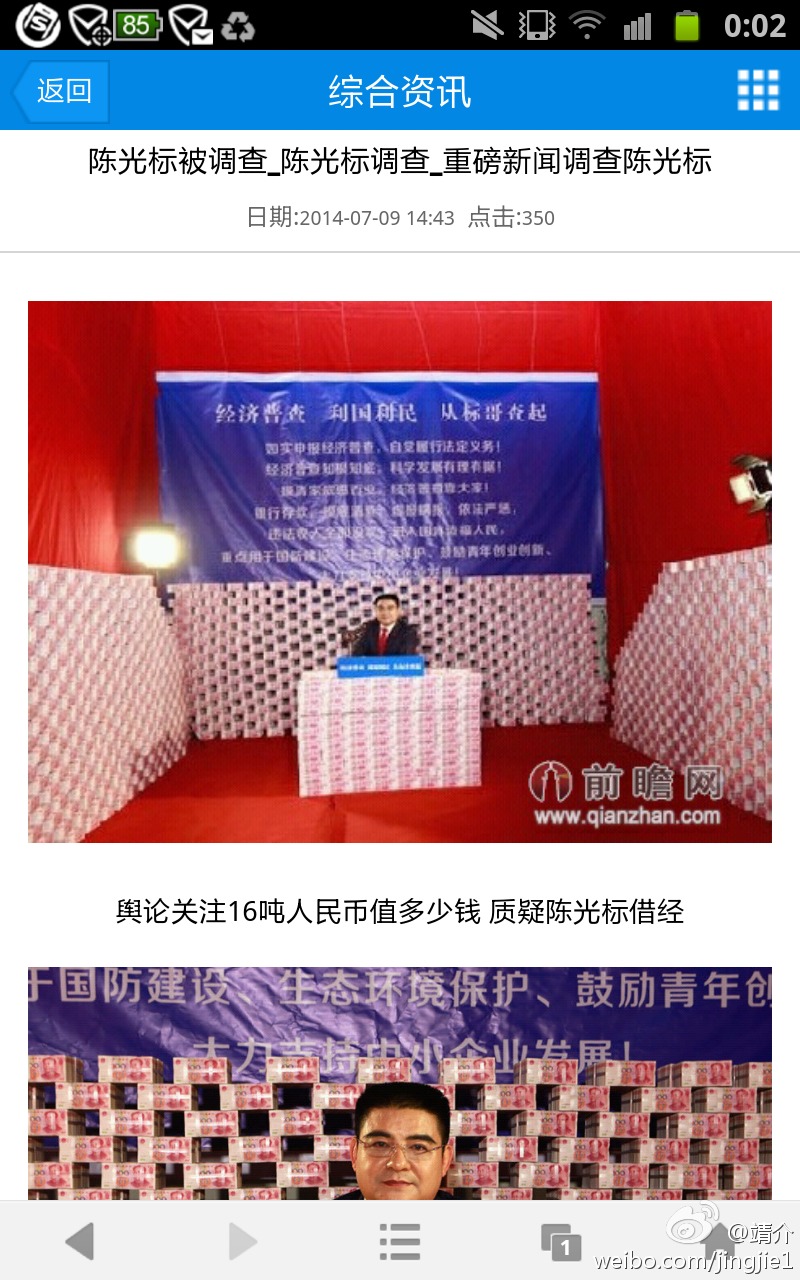 85
0:02
返回
综合资讯
陈光标被调查_陈光标调查_重磅新闻调查陈光标
日期:2014-07-09 14:43 点击:350
经济普查 利国利民 从标哥查起
如实申报经济普查、自觉履行法定义务!
经济普查知根知底，科学发展有理有据!
重点用于国防建设、生态环境保护、鼓励青年创业创新、
前瞻网
www.qianzhan.com
舆论关注16吨人民币值多少钱 质疑陈光标借经
于国防建设、生态环境保护、鼓励青年创
大力支持中小企业发展!
1
@靖介
weibo.com/jingjie1